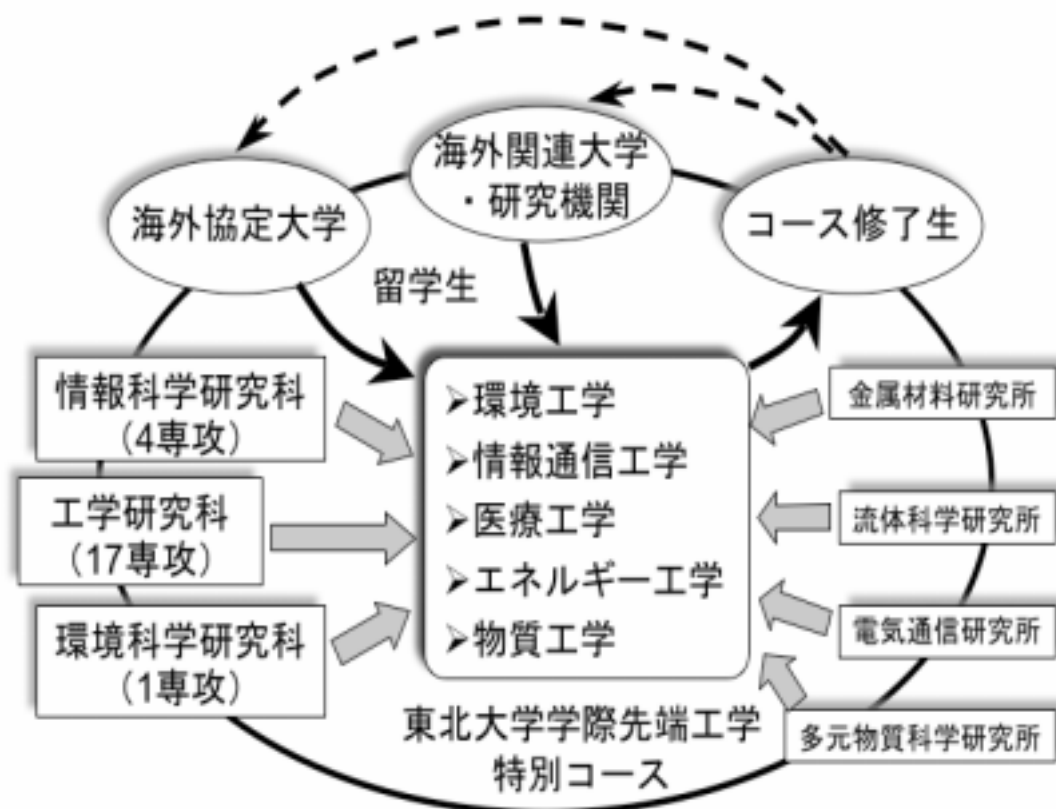 海外関連大学
・研究機関
海外協定大学
コース修了生
留学生
情報科学研究科
(4専攻)
工学研究科
(17専攻)
環境科学研究科
(1専攻)
➢環境工学
➢情報通信工学
➢医療工学
➢エネルギー工学
➢物質工学
金属材料研究所
流体科学研究所
電気通信研究所
多元物質科学研究所
東北大学学際先端工学
特別コース